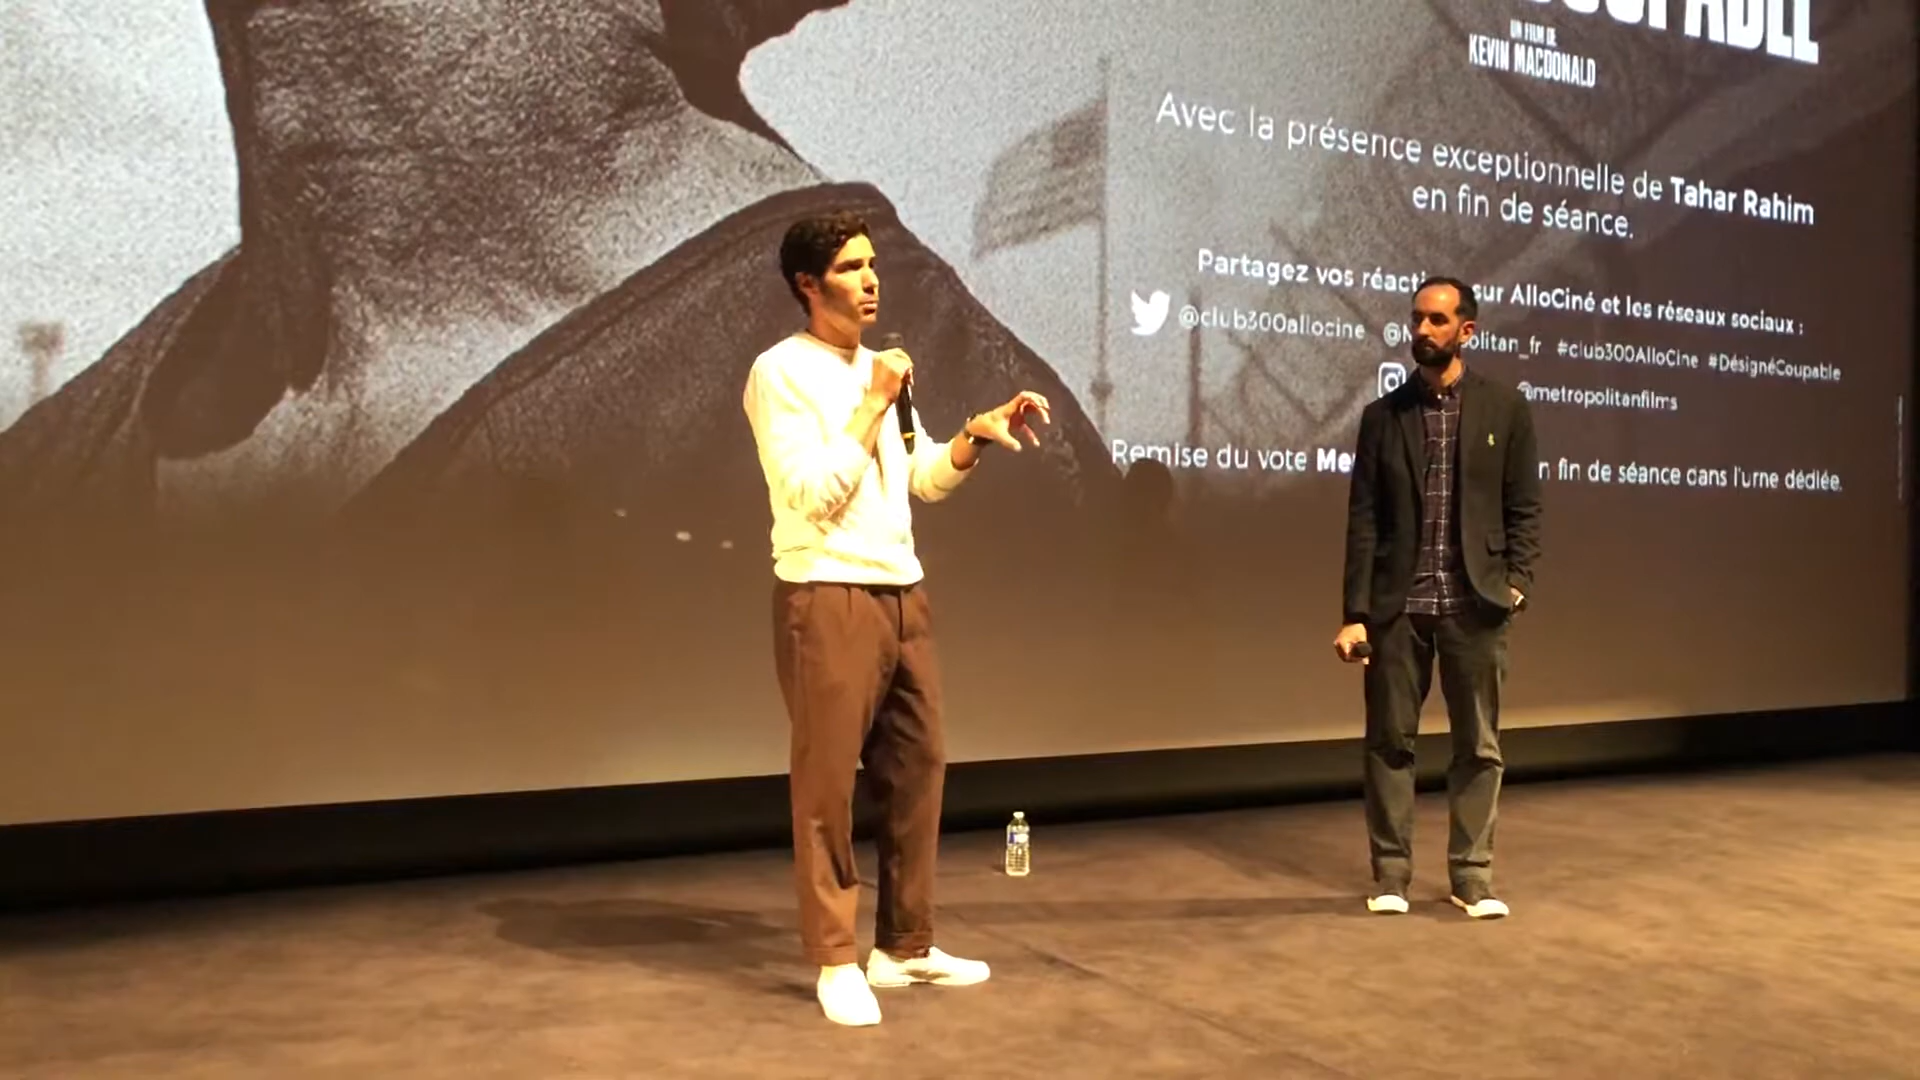 UN FILM DE
KEVIN MACDONALD
Avec la présence exceptionnelle de Tahar Rahim
en fin de séance.
Partagez vos sur AlloCiné et les réseaux sociaux :
@club300allocine #club300AlloCine #DésignéCoupable
@metropolitanfilms
Remise du vote fin de séance dans l'urne dédiée.